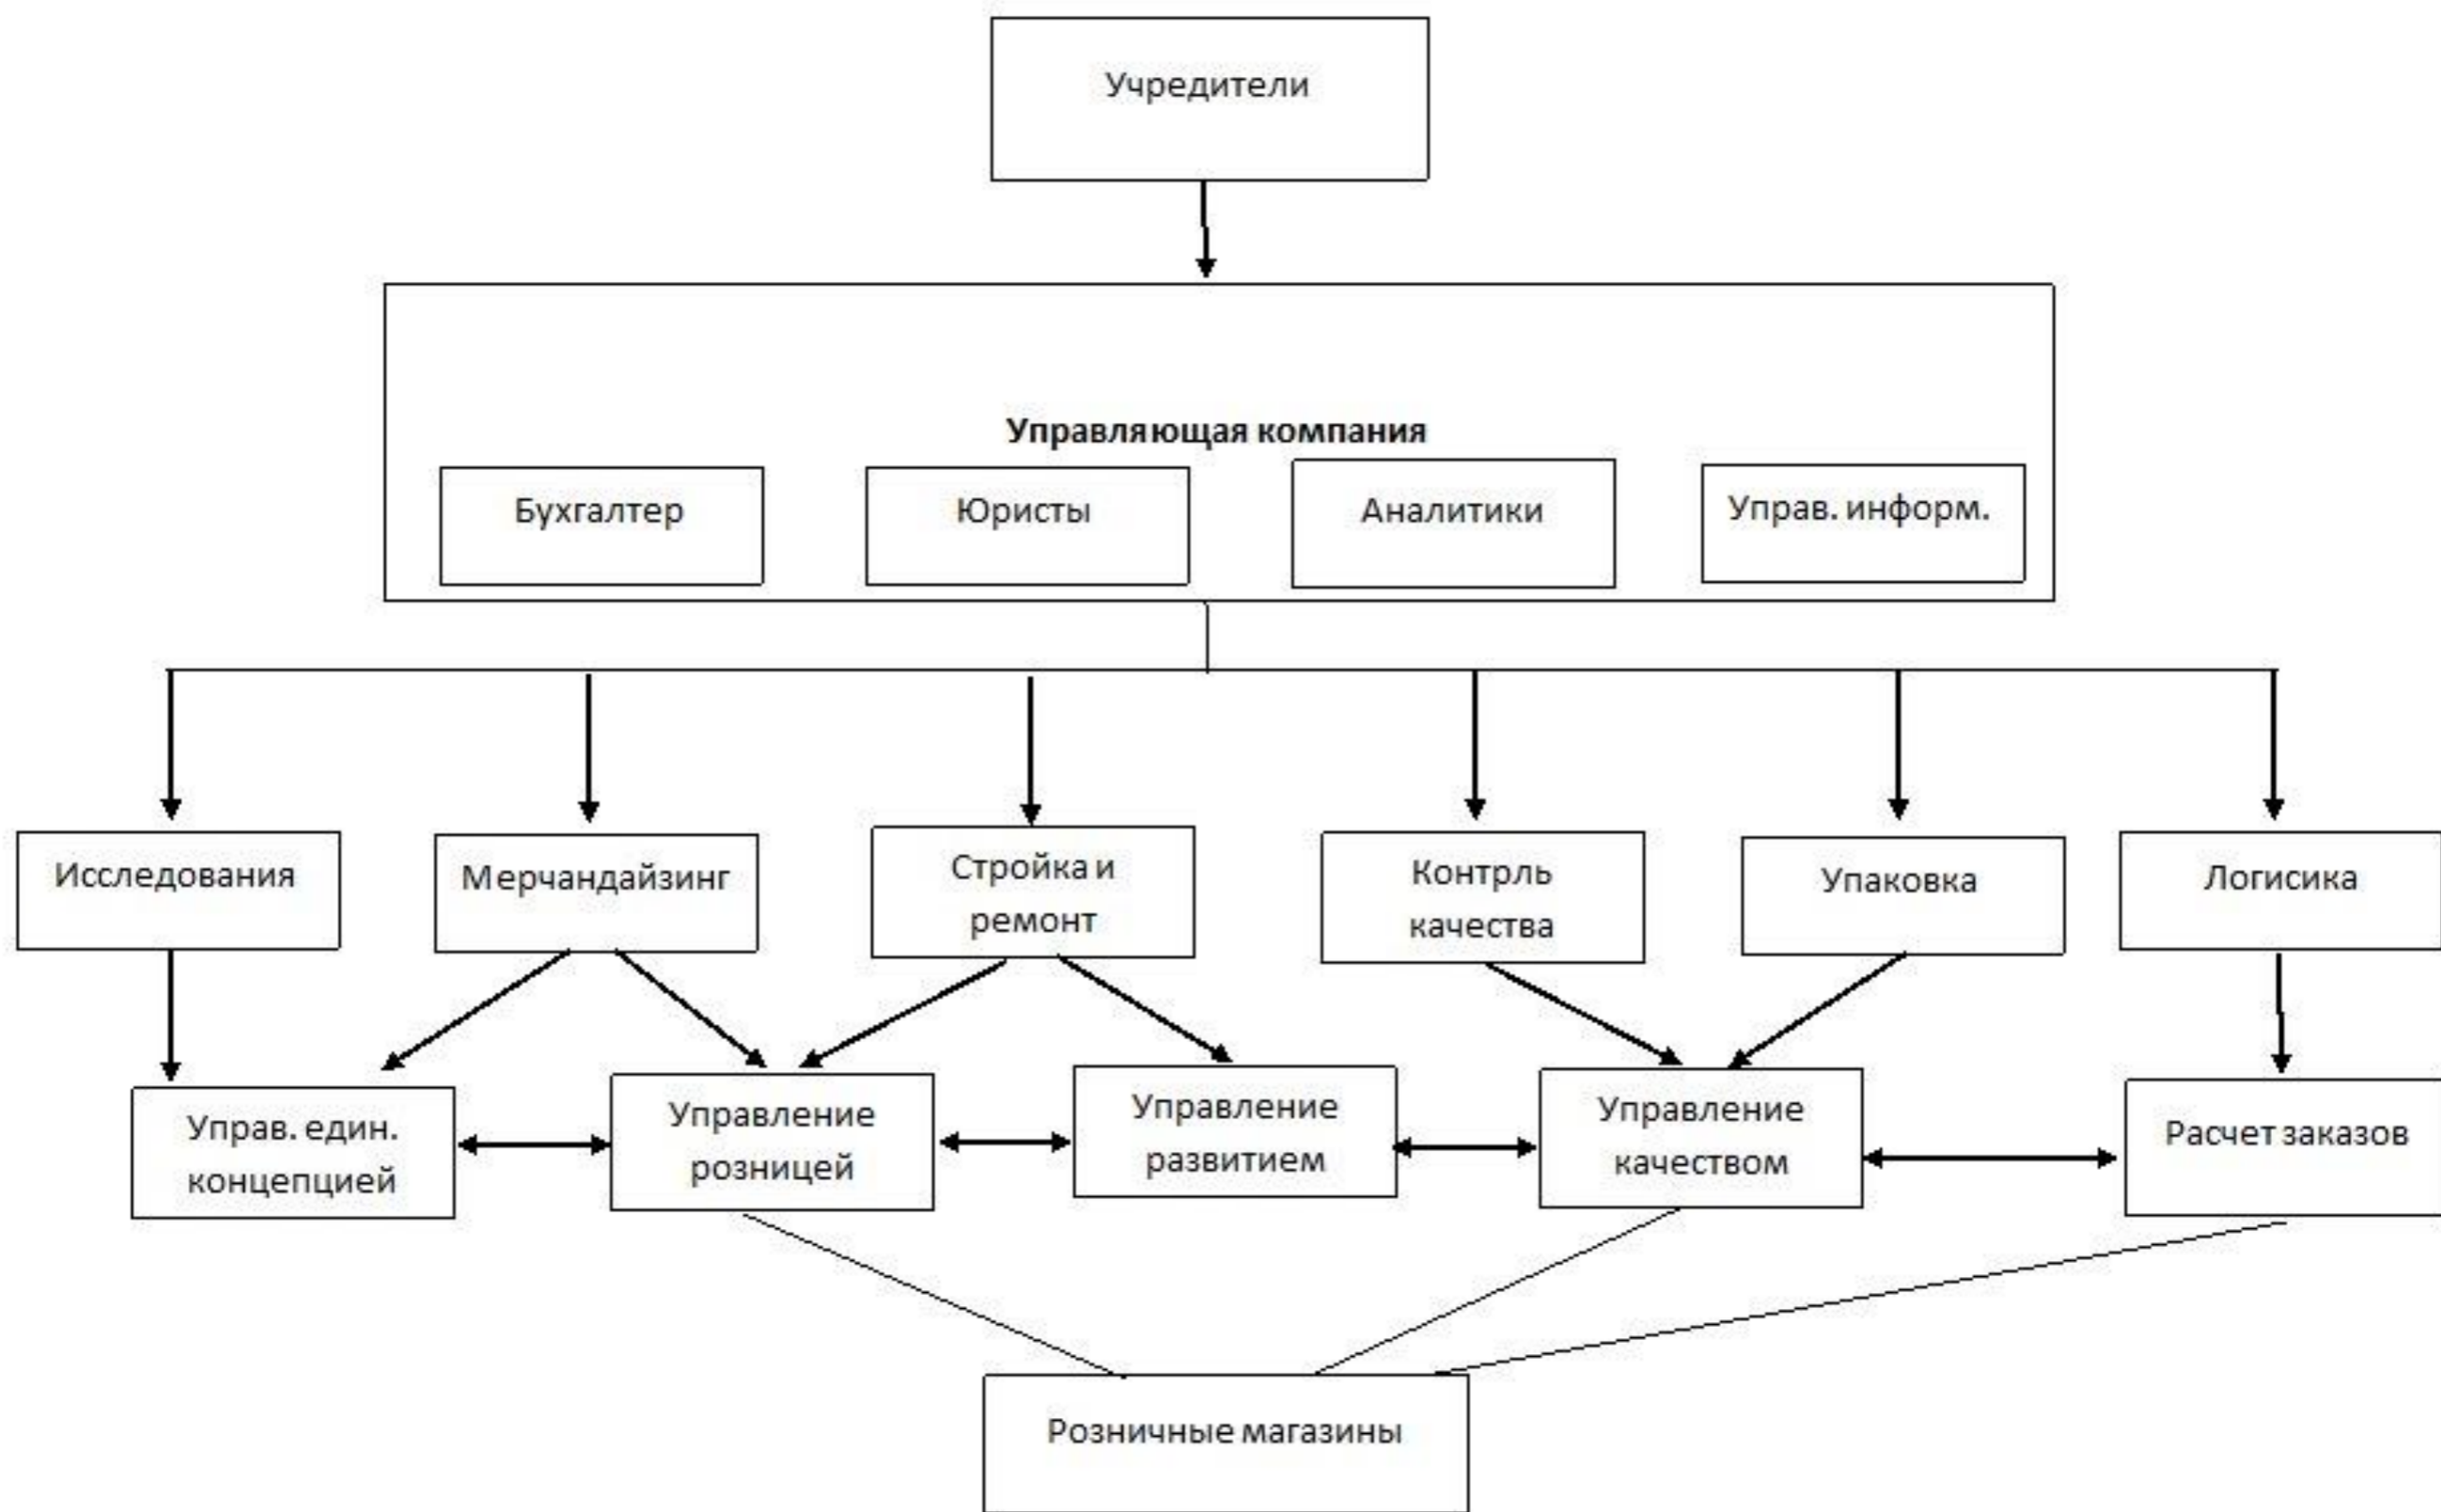 Учредители
Управляющая компания
Бухгалтер
Юристы
Аналитики
Управ. информ.
Исследования
Мерчандайзинг
Стройка и
ремонт
Контрль
качества
Упаковка
Логисика
Управ. един.
концепцией
Управление
розницей
Управление
развитием
Управление
качеством
Расчет заказов
Розничные магазины